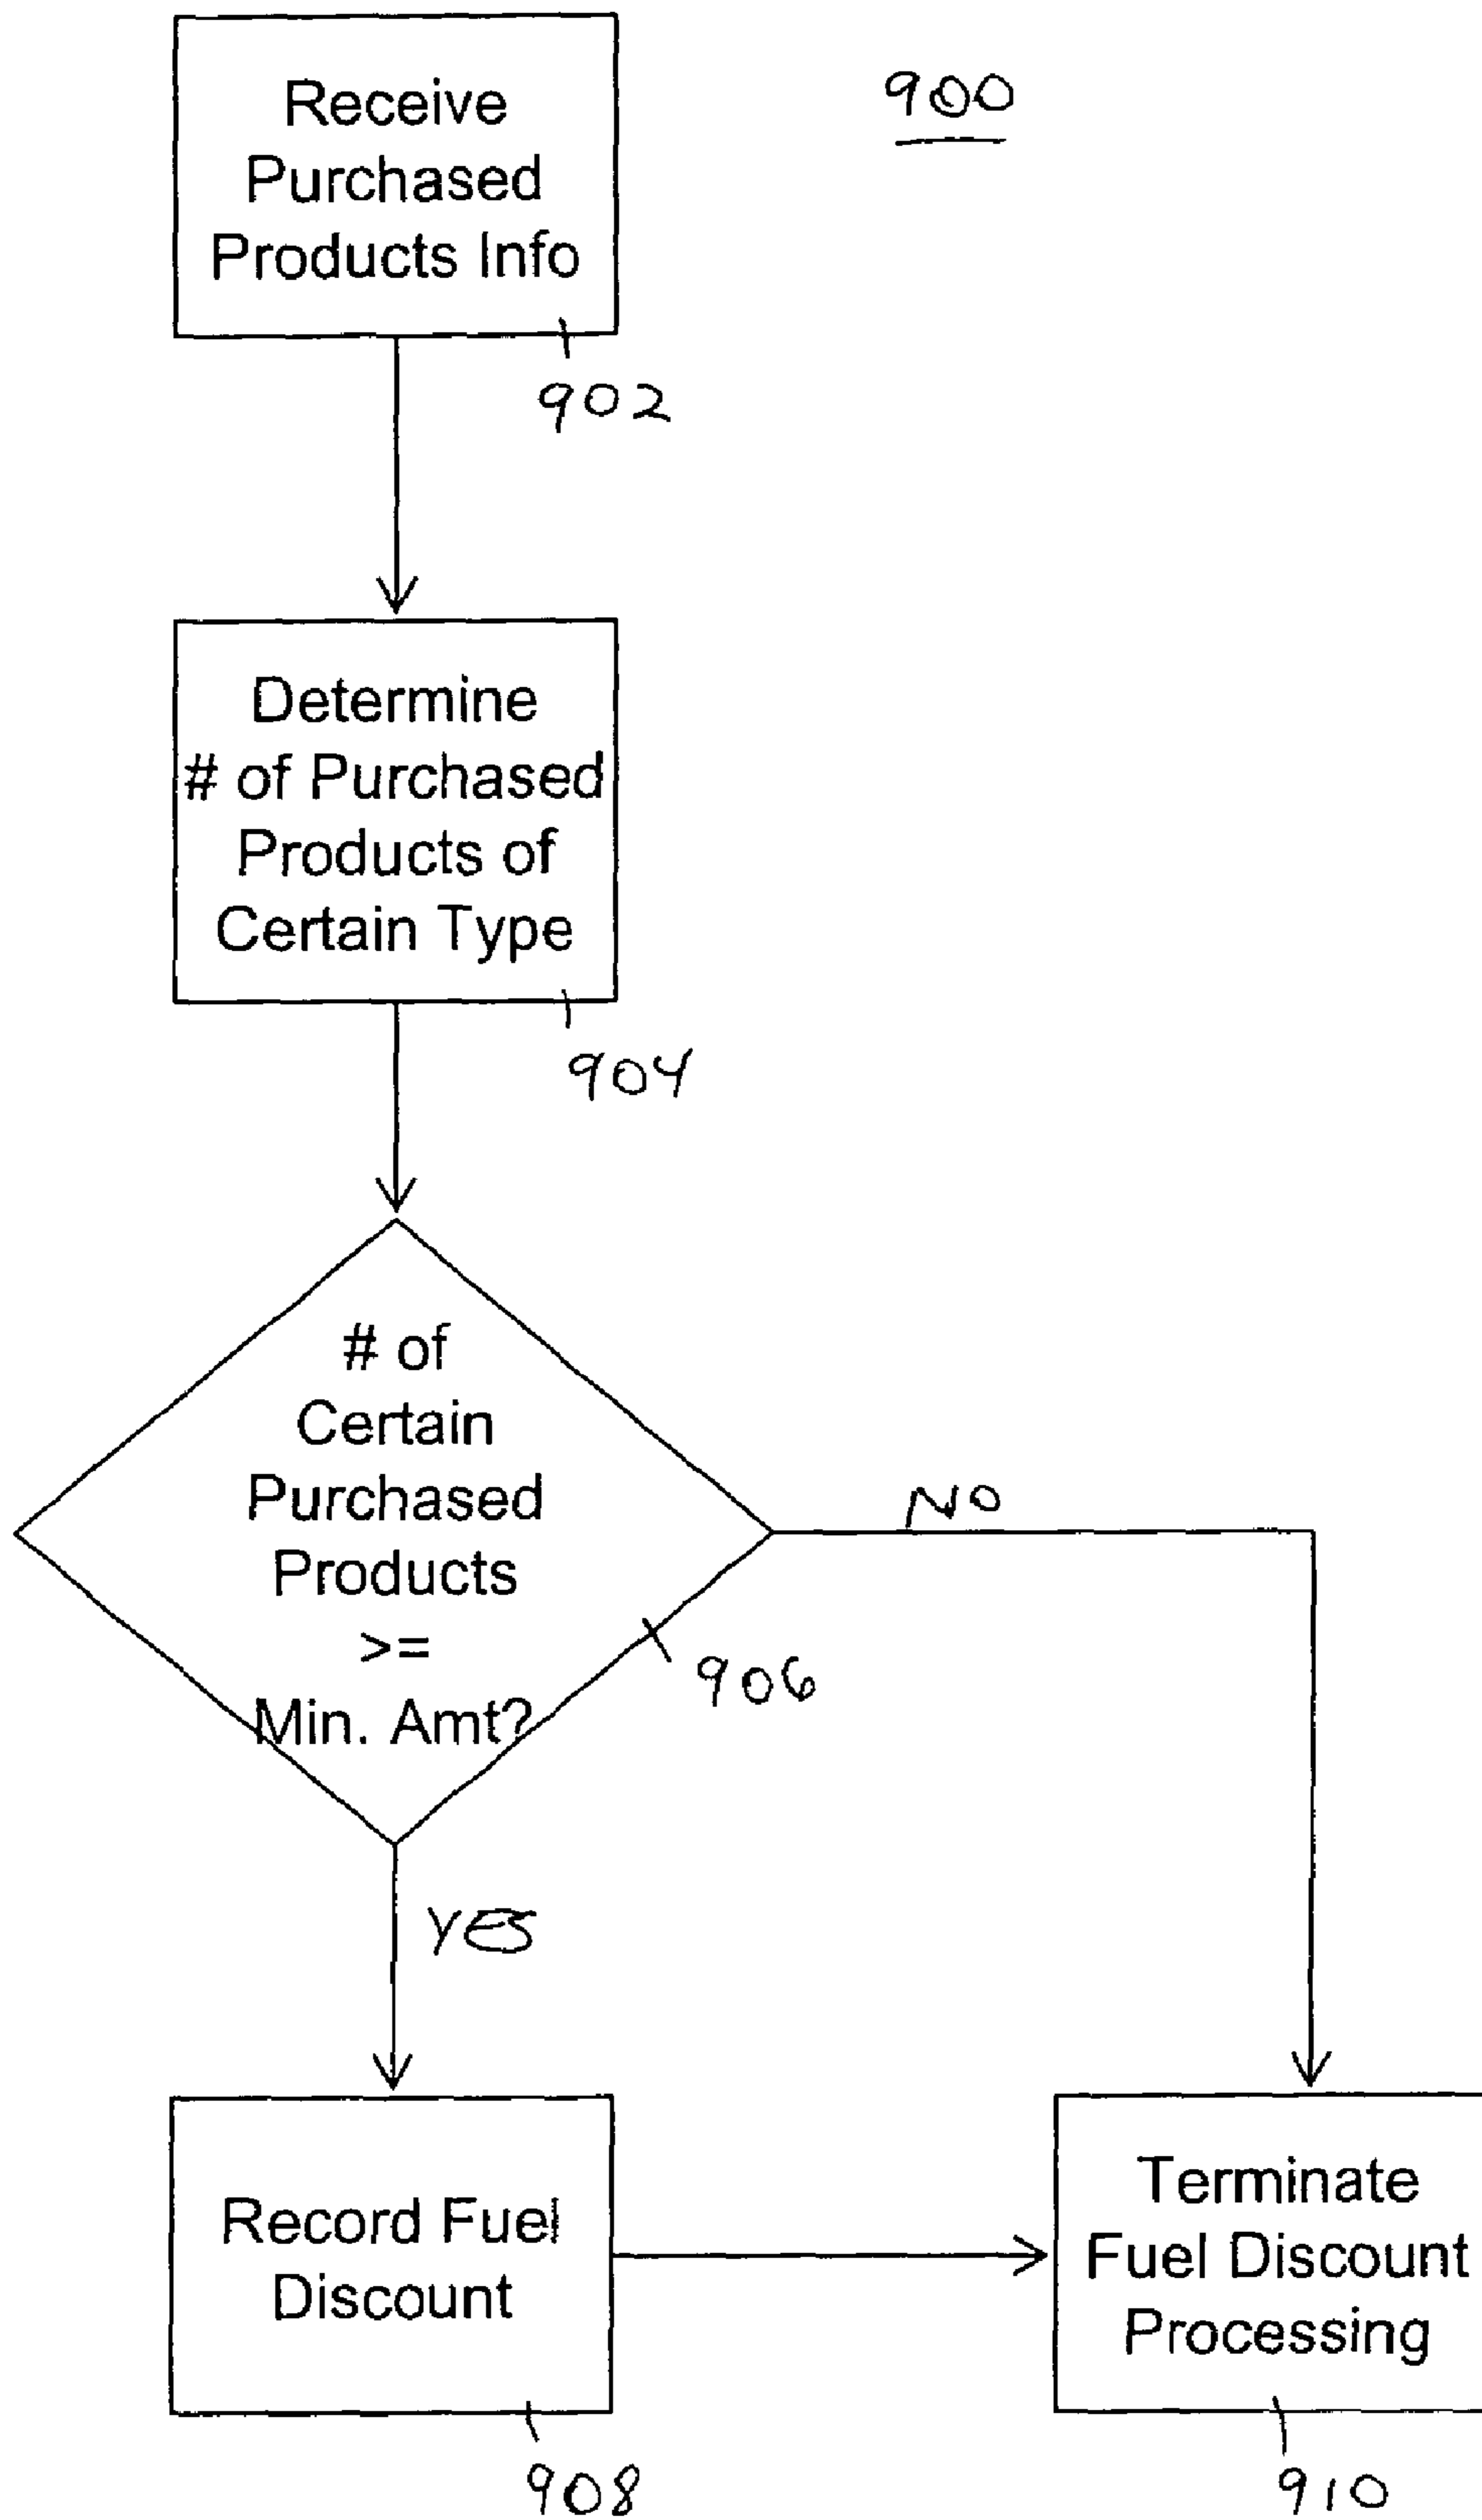 Receive
Purchased
Products Info
900
902
Determine
# of Purchased
Products of
Certain Type
904
# of
Certain
Purchased
Products
>=
Min. Amt?
NO
906
YES
Record Fuel
Discount
908
Terminate
Fuel Discount
Processing
910